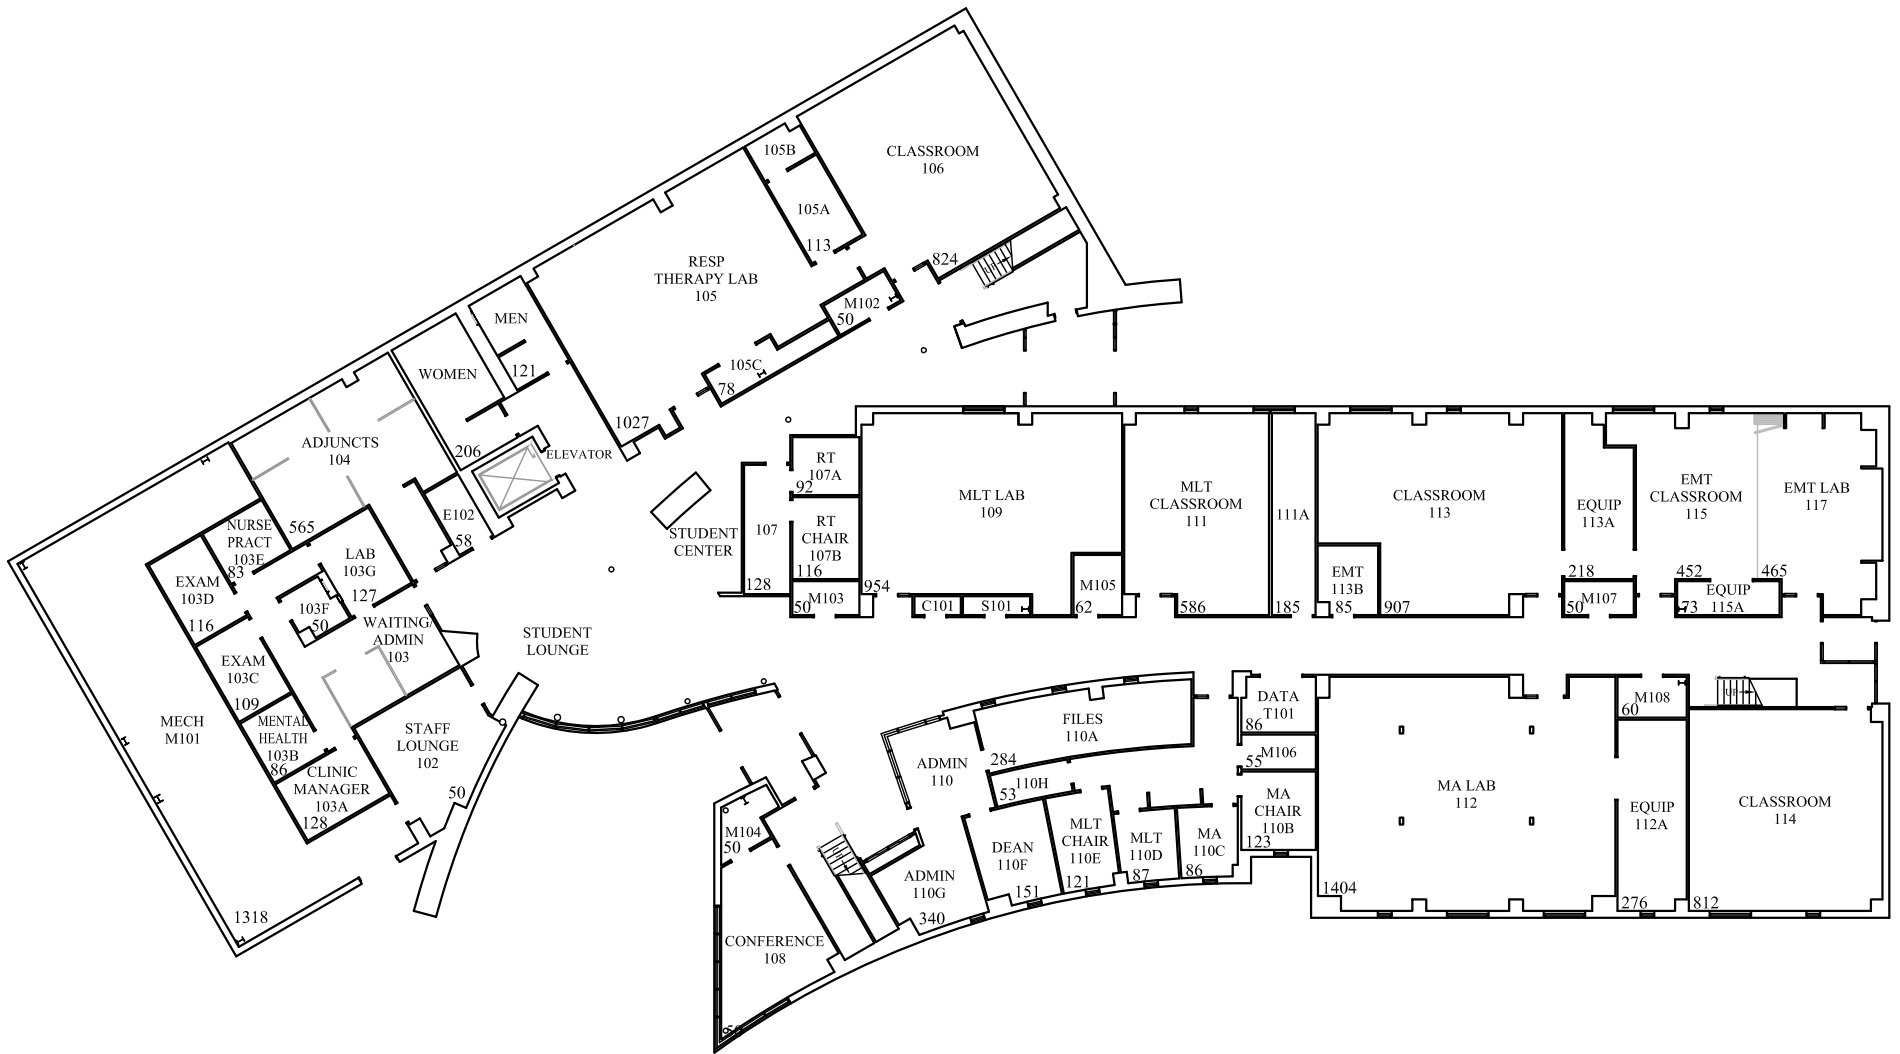 CLASSROOM
106
824
UP
105B
105A
113
RESP
THERAPY LAB
105
1027
M102
50
105C
78
MEN
121
WOMEN
206
ELEVATOR
ADJUNCTS
104
565
E102
58
NURSE
PRACT
103E
83
LAB
103G
127
EXAM
103D
116
103F
50
WAITING/
ADMIN
103
EXAM
103C
109
MENTAL
HEALTH
103B
86
CLINIC
MANAGER
103A
128
MECH
M101
1318
STAFF
LOUNGE
102
50
STUDENT
LOUNGE
STUDENT
CENTER
107
128
RT
107A
92
RT
CHAIR
107B
116
M103
50
MLT LAB
109
954
C101
S101
M105
62
MLT
CLASSROOM
111
586
111A
185
CLASSROOM
113
907
EMT
113B
85
EQUIP
113A
218
M107
50
EMT
CLASSROOM
115
452
EMT LAB
117
465
EQUIP
115A
73
DATA
T101
86
M106
55
MA
CHAIR
110B
123
FILES
110A
284
ADMIN
110
110H
53
DEAN
110F
151
MLT
CHAIR
110E
121
MLT
110D
87
MA
110C
86
ADMIN
110G
340
M104
50
CONFERENCE
108
MA LAB
112
1404
M108
60
UP
EQUIP
112A
276
CLASSROOM
114
812